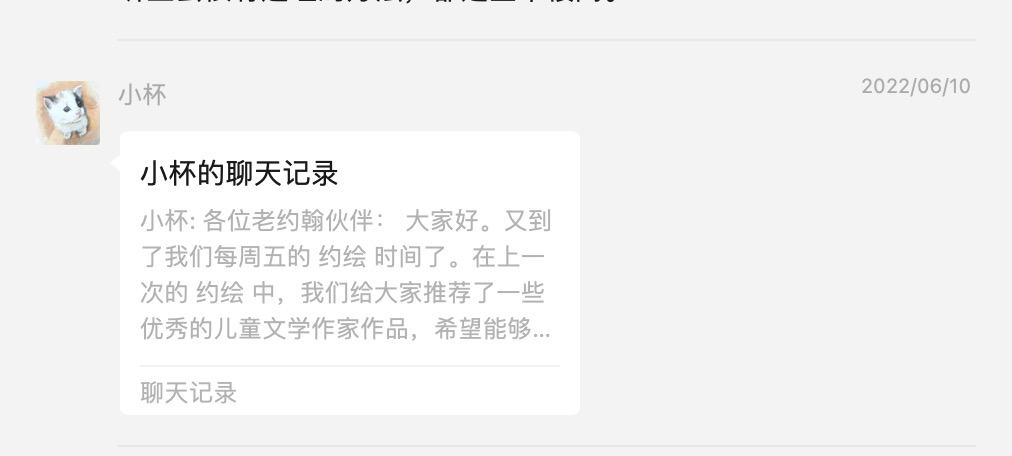 小杯
2022/06/10
小杯的聊天记录
小杯: 各位老约翰伙伴： 大家好。又到
了我们每周五的 约绘 时间了。在上一
次的 约绘 中，我们给大家推荐了一些
优秀的儿童文学作家作品，希望能够...
聊天记录